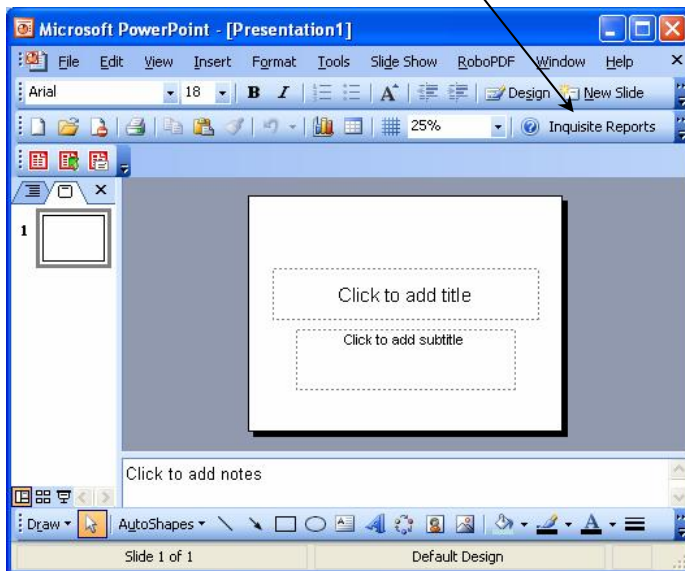 Microsoft PowerPoint - [Presentation1]
File Edit View Insert Format Tools Slide Show RoboPDF Window Help
Arial 18 B I A Design New Slide
25% Inquisite Reports
1
Click to add title
Click to add subtitle
Click to add notes
Draw AutoShapes A
Slide 1 of 1 Default Design